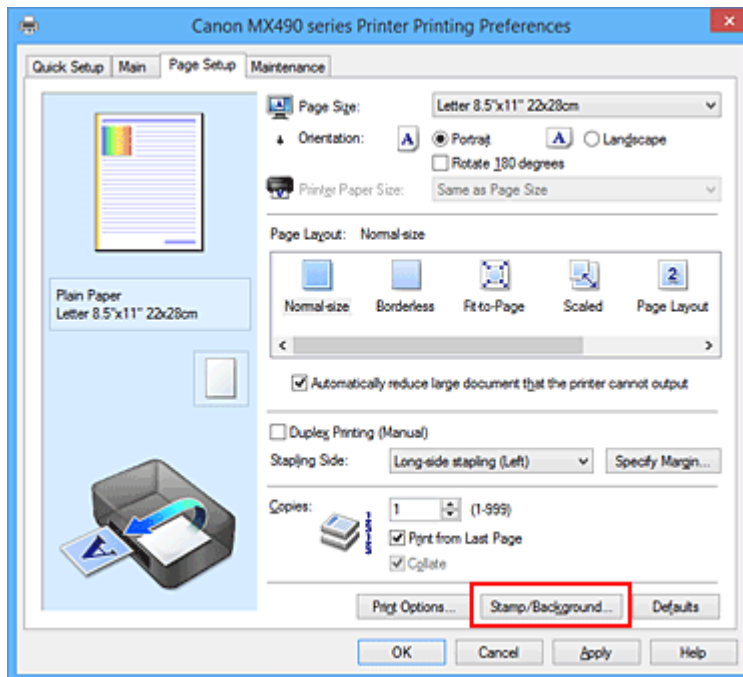 Canon MX490 series Printer Printing Preferences
Quick Setup Main Page Setup Maintenance
Page Size: Letter 8.5"x11" 22x28cm
Orientation: A Portrait A Landscape
Rotate 180 degrees
Printer Paper Size: Same as Page Size
Page Layout: Normal-size
Normal-size Borderless Fit-to-Page Scaled 2 Page Layout
Plain Paper
Letter 8.5"x11" 22x28cm
Automatically reduce large document that the printer cannot output
Duplex Printing (Manual)
Stapling Side: Long-side stapling (Left) Specify Margin...
Copies: 1 (1-999)
Print from Last Page
Collate
A
Print Options... Stamp/Background... Defaults
OK Cancel Apply Help